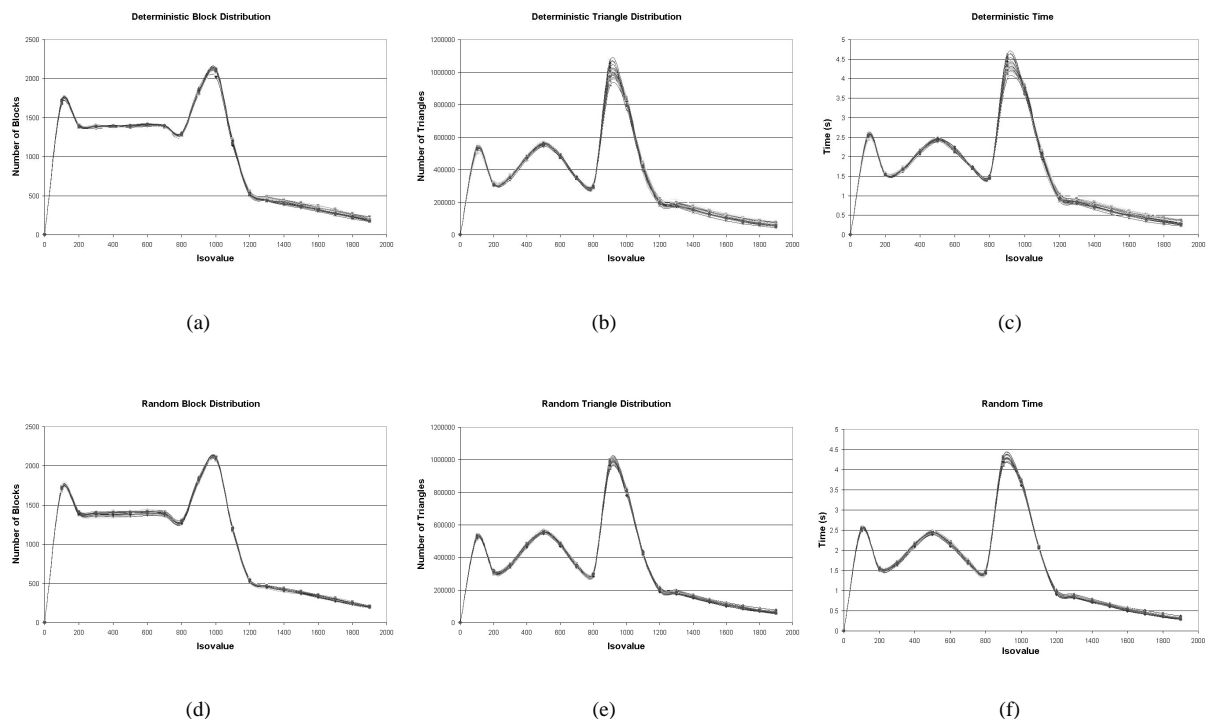 Deterministic Block Distribution
Number of Blocks
2500
2000
1500
1000
500
0
0 200 400 600 800 1000 1200 1400 1600 1800 2000
Isovalue
(a)
Deterministic Triangle Distribution
Number of Triangles
1200000
1000000
800000
600000
400000
200000
0
0 200 400 600 800 1000 1200 1400 1600 1800 2000
Isovalue
(b)
Deterministic Time
Time (s)
5
4.5
4
3.5
3
2.5
2
1.5
1
0.5
0
0 200 400 600 800 1000 1200 1400 1600 1800 2000
Isovalue
(c)
Random Block Distribution
Number of Blocks
2500
2000
1500
1000
500
0
0 200 400 600 800 1000 1200 1400 1600 1800 2000
Isovalue
(d)
Random Triangle Distribution
Number of Triangles
1200000
1000000
800000
600000
400000
200000
0
0 200 400 600 800 1000 1200 1400 1600 1800 2000
Isovalue
(e)
Random Time
Time (s)
5
4.5
4
3.5
3
2.5
2
1.5
1
0.5
0
0 200 400 600 800 1000 1200 1400 1600 1800 2000
Isovalue
(f)